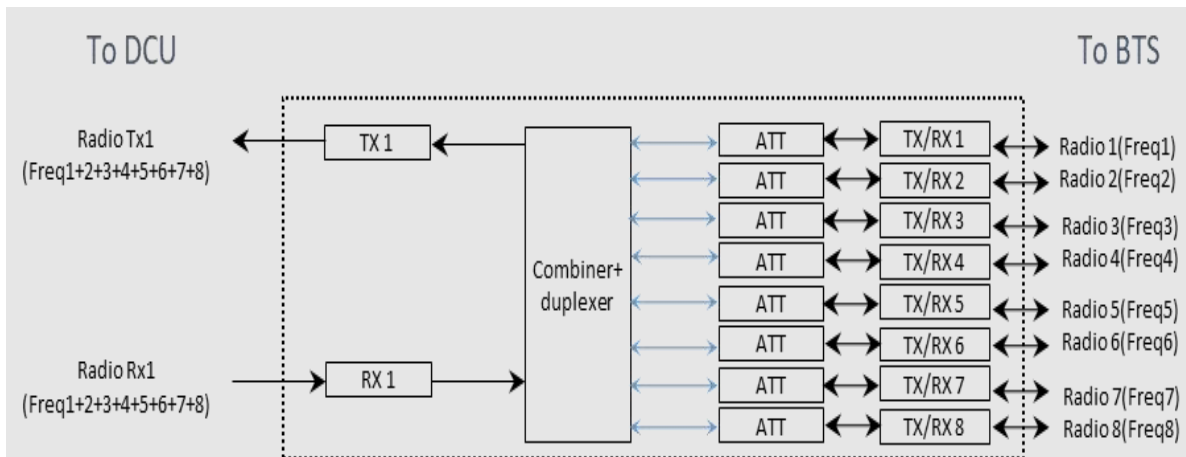 To DCU
To BTS
Radio Tx1
(Freq1+2+3+4+5+6+7+8)
TX 1
ATT
TX/RX 1
Radio 1(Freq1)
ATT
TX/RX 2
Radio 2(Freq2)
ATT
TX/RX 3
Radio 3(Freq3)
ATT
TX/RX 4
Radio 4(Freq4)
Combiner+
duplexer
ATT
TX/RX 5
Radio 5(Freq5)
ATT
TX/RX 6
Radio 6(Freq6)
Radio Rx1
(Freq1+2+3+4+5+6+7+8)
RX 1
ATT
TX/RX 7
Radio 7(Freq7)
ATT
TX/RX 8
Radio 8(Freq8)